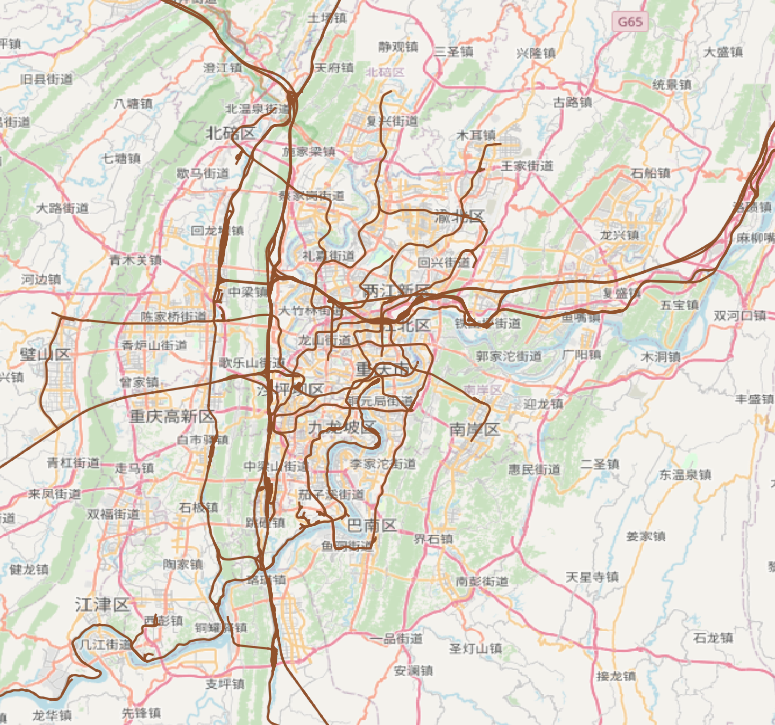 土场镇
G65
静观镇
三圣镇
兴隆镇
大盛镇
澄江镇
天府镇
北碚区
旧县街道
统景镇
八塘镇
北温泉街道
古路镇
复兴街道
北碚区
木耳镇
七塘镇
施家梁镇
王家街道
歇马街道
石船镇
蔡家岗街道
大路街道
渝北区
洛碛镇
回龙坝镇
龙兴镇
麻柳嘴
礼嘉街道
青木关镇
回兴街道
河边镇
中梁镇
两江新区
复盛镇
五宝镇
大竹林街道
陈家桥街道
鱼嘴镇
双河口镇
江北区
香炉山街道
龙山街道
璧山区
郭家沱街道
广阳镇
木洞镇
歌乐山街道
重庆市
曾家镇
沙坪坝区
南岸区
丰盛镇
铜元局街道
迎龙镇
重庆高新区
九龙坡区
南岸区
白市驿镇
青杠街道
走马镇
中梁山街道
李家沱街道
惠民街道
二圣镇
东温泉镇
来凤街道
双福街道
石板镇
茄子溪街道
跳磴镇
巴南区
姜家镇
鱼洞街道
界石镇
健龙镇
陶家镇
珞璜镇
南彭街道
天星寺镇
江津区
西彭镇
铜罐驿镇
几江街道
一品街道
石龙镇
圣灯山镇
安澜镇
接龙镇
支坪镇
龙华镇
先锋镇